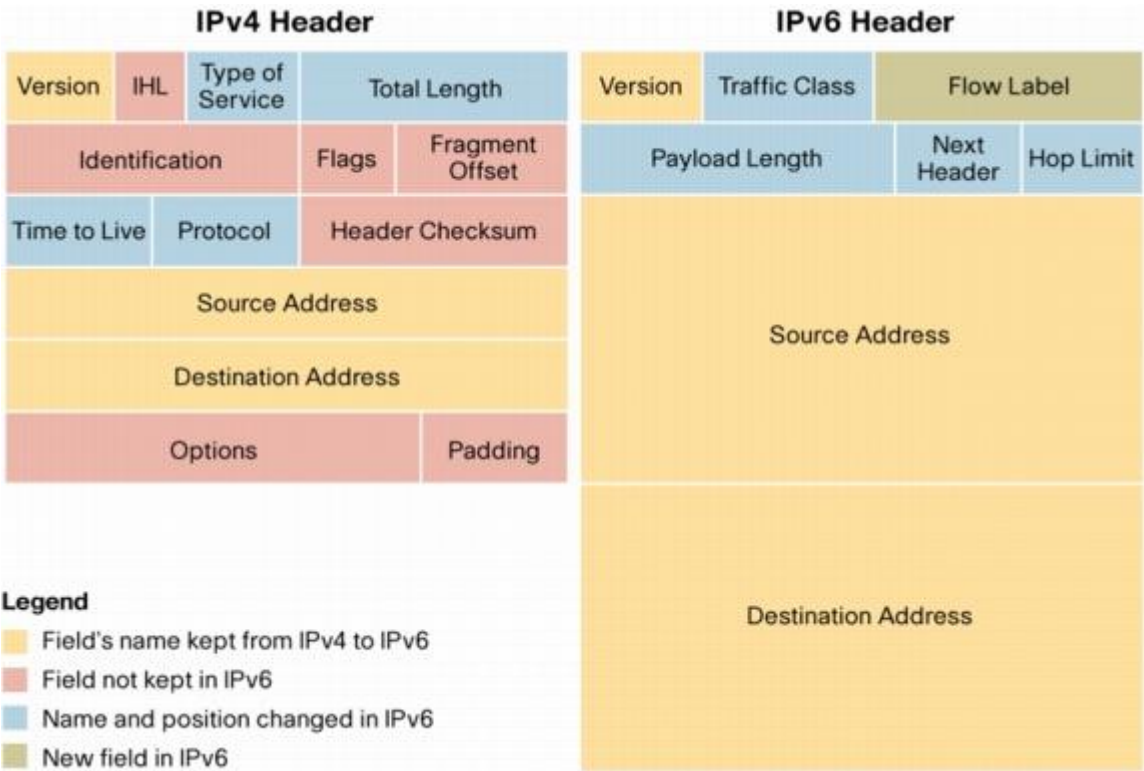 IPv4 Header
Version
IHL
Type of
Service
Total Length
Identification
Flags
Fragment
Offset
Time to Live
Protocol
Header Checksum
Source Address
Destination Address
Options
Padding
IPv6 Header
Version
Traffic Class
Flow Label
Payload Length
Next
Header
Hop Limit
Source Address
Destination Address
Legend
Field's name kept from IPv4 to IPv6
Field not kept in IPv6
Name and position changed in IPv6
New field in IPv6